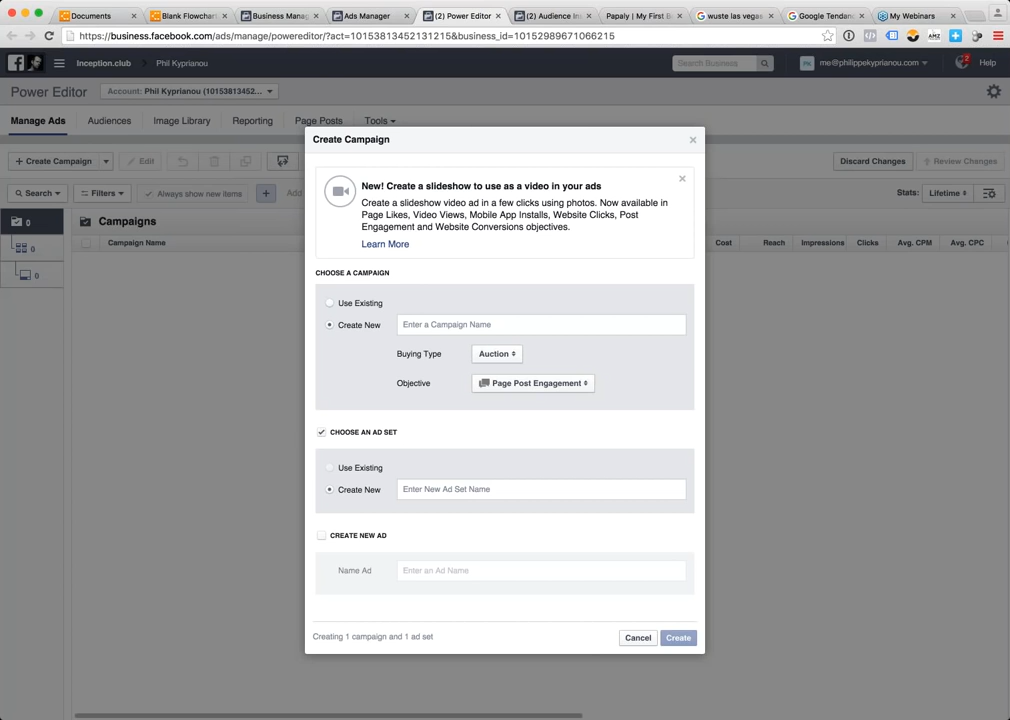 Documents
Blank Flowchar
Business Manag
Ads Manager
(2) Power Editor
(2) Audience In
Papaly | My First B
wuste las vegas
Google Tendanc
My Webinars
https://business.facebook.com/ads/manage/powereditor/?act=10153813452131215&business_id=10152989671066215
Inception.club
Phil Kyprianou
Search Business
PK
me@philippekyprianou.com
2
Help
Power Editor
Account: Phil Kyprianou (10153813452...
Manage Ads
Audiences
Image Library
Reporting
Page Posts
Tools
+ Create Campaign
Edit
Discard Changes
Review Changes
Search
Filters
Always show new items
+
Add
Stats:
Lifetime
0
Campaigns
0
Campaign Name
Cost
Reach
Impressions
Clicks
Avg. CPM
Avg. CPC
0
Create Campaign
New! Create a slideshow to use as a video in your ads
Create a slideshow video ad in a few clicks using photos. Now available in
Page Likes, Video Views, Mobile App Installs, Website Clicks, Post
Engagement and Website Conversions objectives.
Learn More
CHOOSE A CAMPAIGN
Use Existing
Create New
Enter a Campaign Name
Buying Type
Auction
Objective
Page Post Engagement
CHOOSE AN AD SET
Use Existing
Create New
Enter New Ad Set Name
CREATE NEW AD
Name Ad
Enter an Ad Name
Creating 1 campaign and 1 ad set
Cancel
Create